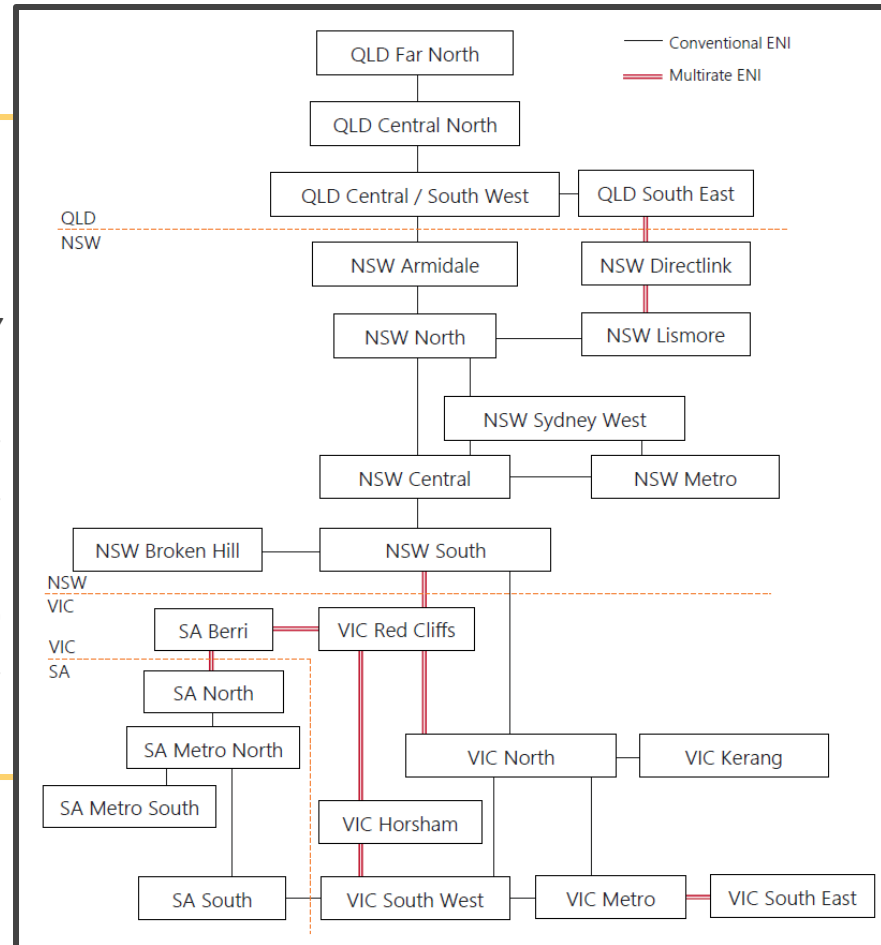 QLD Far North
Conventional ENI
Multirate ENI
QLD Central North
QLD Central / South West
QLD South East
QLD
NSW
NSW Armidale
NSW Directlink
NSW North
NSW Lismore
NSW Sydney West
NSW Central
NSW Metro
NSW Broken Hill
NSW South
NSW
VIC
SA Berri
VIC Red Cliffs
VIC
SA
SA North
SA Metro North
VIC North
VIC Kerang
SA Metro South
VIC Horsham
SA South
VIC South West
VIC Metro
VIC South East